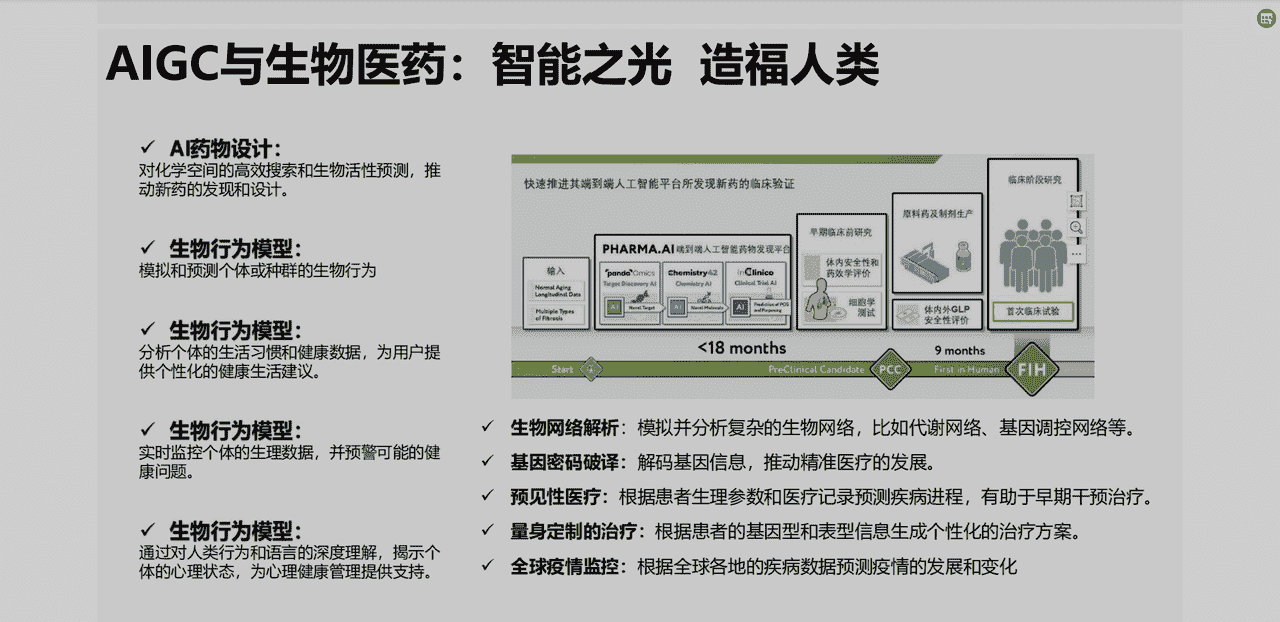 AIGC与生物医药：智能之光 造福人类
✓ AI药物设计：
对化学空间的高效搜索和生物活性预测，推
动新药的发现和设计。
✓ 生物行为模型：
模拟和预测个体或种群的生物行为
✓ 生物行为模型：
分析个体的生活习惯和健康数据，为用户提
供个性化的健康生活建议。
✓ 生物行为模型：
实时监控个体的生理数据，并预警可能的健
康问题。
✓ 生物行为模型：
通过对人类行为和语言的深度理解，揭示个
体的心理状态，为心理健康管理提供支持。
快速推进其端到端人工智能平台所发现新药的临床验证
输入
Normal Aging
Longitudinal Data
Multiple Types
of Fibrosis
PHARMA.AI 端到端人工智能药物发现平台
pandaOmics
Target Discovery AI
AI
Novel Target
Chemistry42
Chemistry AI
AI
Novel Molecule
inClinico
Clinical Trial AI
AI
Prediction of POS
and Proposing
早期临床前研究
体内安全性和
药效学评价
细胞学
测试
原料药及制剂生产
体内外GLP
安全性评价
临床阶段研究
首次临床试验
<18 months
9 months
Start
PreClinical Candidate
PCC
First in Human
FIH
✓ 生物网络解析：模拟并分析复杂的生物网络，比如代谢网络、基因调控网络等。
✓ 基因密码破译：解码基因信息，推动精准医疗的发展。
✓ 预见性医疗：根据患者生理参数和医疗记录预测疾病进程，有助于早期干预治疗。
✓ 量身定制的治疗：根据患者的基因型和表型信息生成个性化的治疗方案。
✓ 全球疫情监控：根据全球各地的疾病数据预测疫情的发展和变化